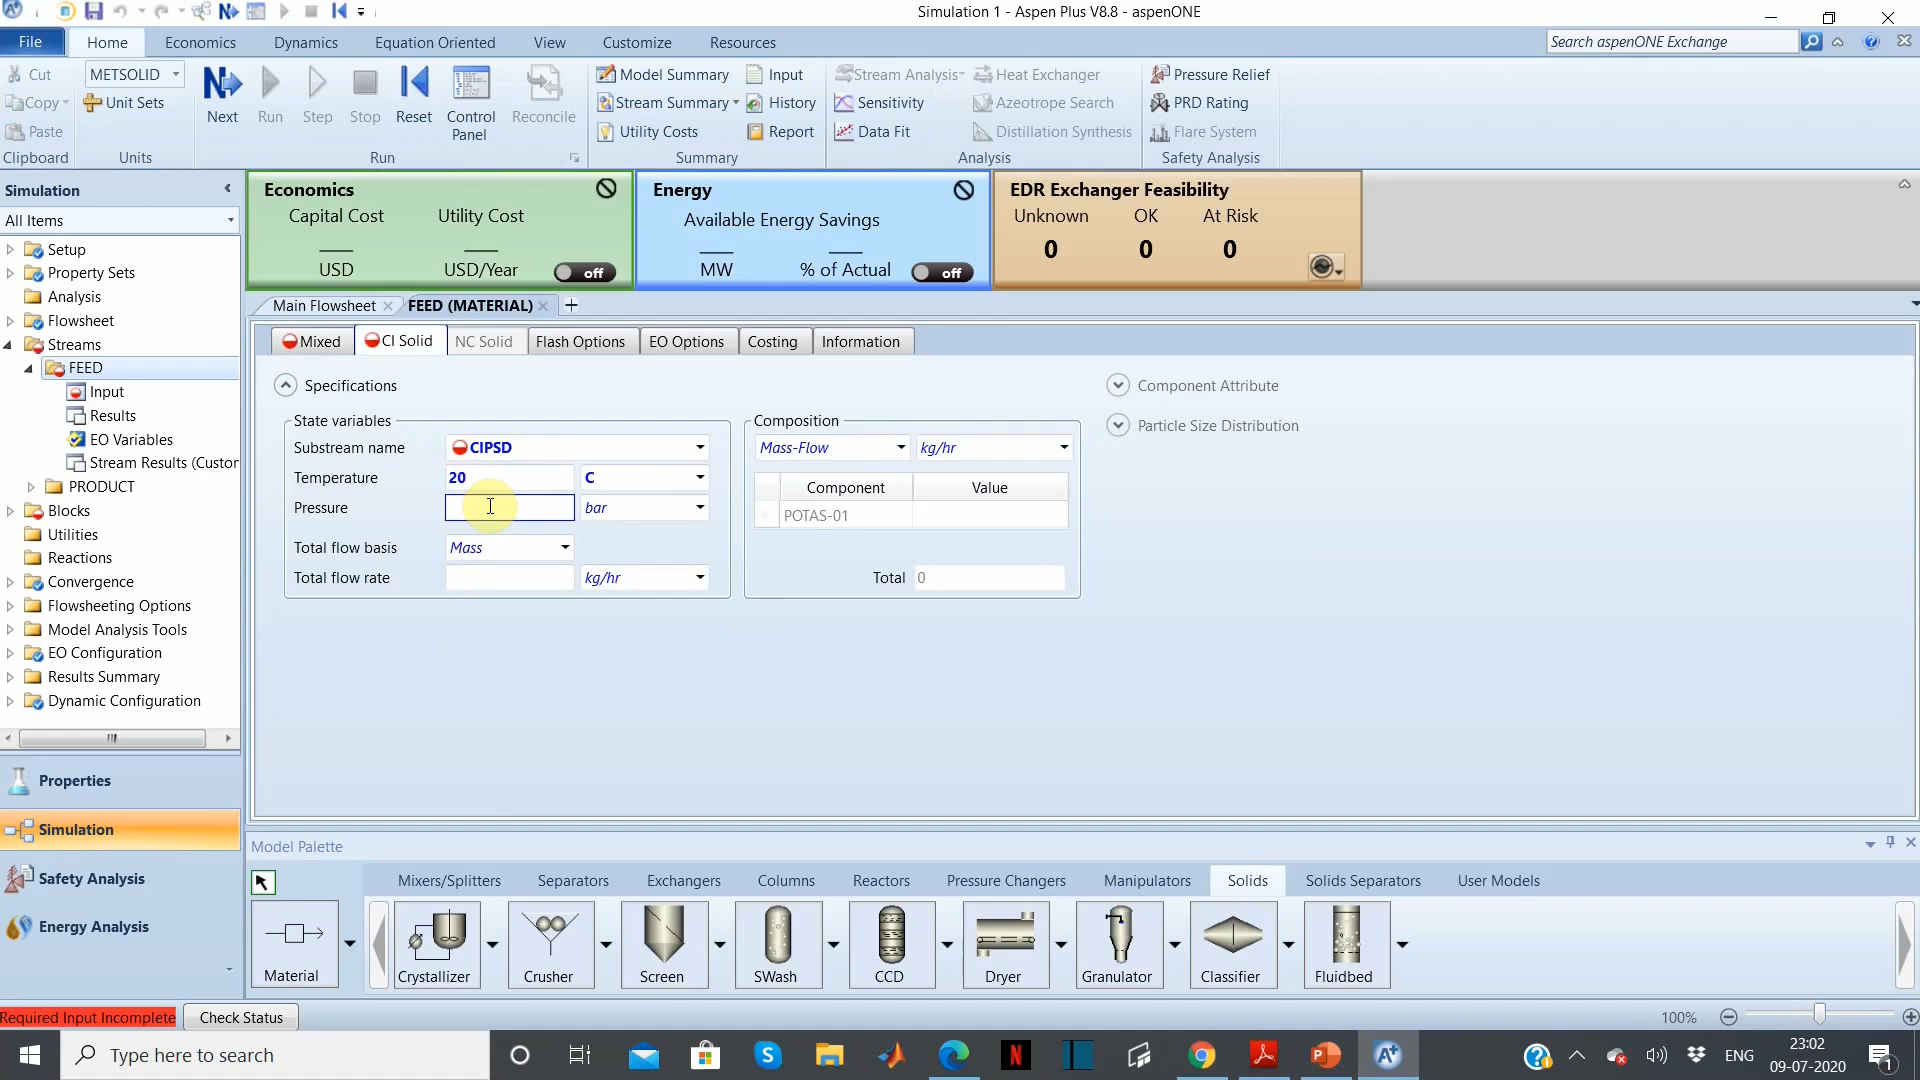 Simulation 1 - Aspen Plus V8.8 - aspenONE
File Home Economics Dynamics Equation Oriented View Customize Resources Search aspenONE Exchange
Cut METSOLID Model Summary Input Stream Analysis Heat Exchanger Pressure Relief
Copy Unit Sets Stream Summary History Sensitivity Azeotrope Search PRD Rating
Next Run Step Stop Reset Control Panel Reconcile
Paste Utility Costs Report Data Fit Distillation Synthesis Flare System
Clipboard Units Run Summary Analysis Safety Analysis
Simulation
All Items
Setup
Property Sets
Analysis
Flowsheet
Streams
FEED
Input
Results
EO Variables
Stream Results (Custor
PRODUCT
Blocks
Utilities
Reactions
Convergence
Flowsheeting Options
Model Analysis Tools
EO Configuration
Results Summary
Dynamic Configuration
Properties
Simulation
Safety Analysis
Energy Analysis
Economics
Capital Cost Utility Cost
USD USD/Year off
Energy
Available Energy Savings
MW % of Actual off
EDR Exchanger Feasibility
Unknown OK At Risk
0 0 0
Main Flowsheet FEED (MATERIAL)
Mixed CI Solid NC Solid Flash Options EO Options Costing Information
Specifications
State variables
Substream name CIPSD
Temperature 20 C
Pressure bar
Total flow basis Mass
Total flow rate kg/hr
Composition
Mass-Flow kg/hr
Component Value
POTAS-01
Total 0
Component Attribute
Particle Size Distribution
Model Palette
Mixers/Splitters Separators Exchangers Columns Reactors Pressure Changers Manipulators Solids Solids Separators User Models
Material Crystallizer Crusher Screen SWash CCD Dryer Granulator Classifier Fluidbed
Required Input Incomplete Check Status 100%
Type here to search
ENG
23:02
09-07-2020
1